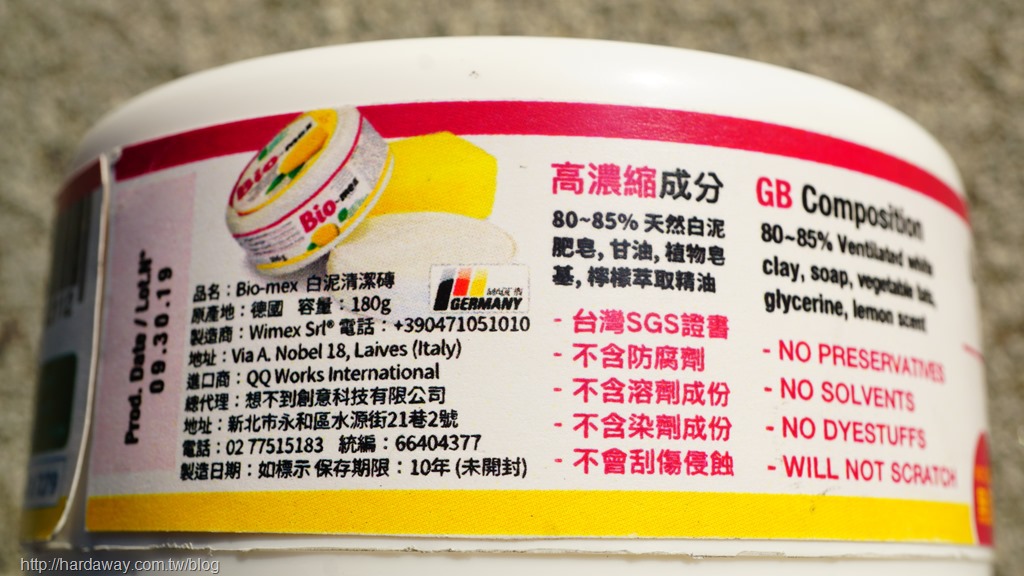 Prod. Date / Lot.N°
09.30.19
Bio-mex
Bio-mex
品名：Bio-mex 白泥清潔磚
原產地：德國 容量：180g
製造商：Wimex Srl® 電話：+390471051010
地址：Via A. Nobel 18, Laives (Italy)
進口商：QQ Works International
總代理：想不到創意科技有限公司
地址：新北市永和區水源街21巷2號
電話：02 77515183 統編：66404377
製造日期：如標示 保存期限：10年 (未開封)
MADE IN
GERMANY
高濃縮成分
80~85% 天然白泥
肥皂, 甘油, 植物皂
基, 檸檬萃取精油
- 台灣SGS證書
- 不含防腐劑
- 不含溶劑成份
- 不含染劑成份
- 不會刮傷侵蝕
GB Composition
80~85% Ventilated white
clay, soap, vegetable fats,
glycerine, lemon scent
- NO PRESERVATIVES
- NO SOLVENTS
- NO DYESTUFFS
- WILL NOT SCRATCH
http://hardaway.com.tw/blog